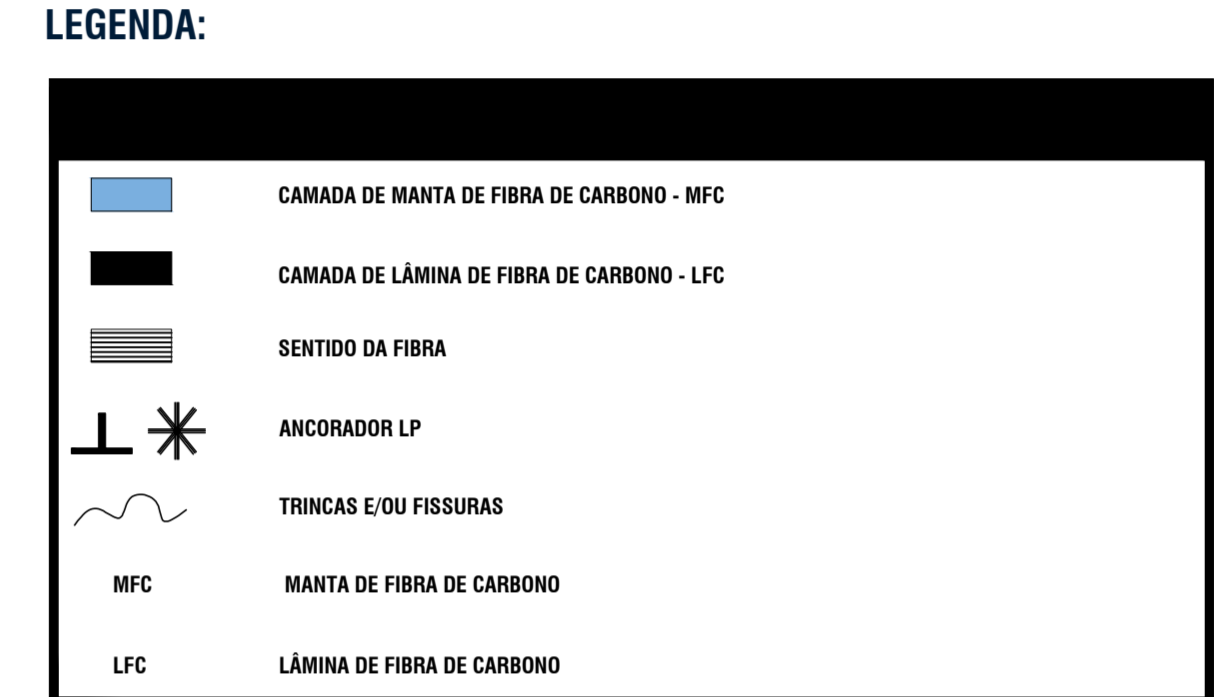 LEGENDA:
CAMADA DE MANTA DE FIBRA DE CARBONO - MFC
CAMADA DE LÂMINA DE FIBRA DE CARBONO - LFC
SENTIDO DA FIBRA
ANCORADOR LP
TRINCAS E/OU FISSURAS
MFC MANTA DE FIBRA DE CARBONO
LFC LÂMINA DE FIBRA DE CARBONO